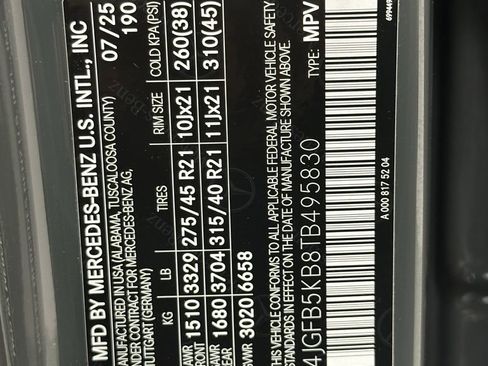 MFD BY MERCEDES-BENZ U.S. INTL., INC
PRODUCED IN USA (ALABAMA, TUSCALOOSA COUNTY)
UNDER CONTRACT FOR MERCEDES-BENZ AG,
STUTTGART (GERMANY)
07/25
190
KG LB TIRES RIM SIZE COLD KPA (PSI)
GAWR FRONT 1510 3329 275/45 R21 10Jx21 260(38)
GAWR REAR 1680 3704 315/40 R21 11Jx21 310(45)
GVWR 3020 6658
THIS VEHICLE CONFORMS TO ALL APPLICABLE FEDERAL MOTOR VEHICLE SAFETY
STANDARDS IN EFFECT ON THE DATE OF MANUFACTURE SHOWN ABOVE.
4JGFB5KB8TB495830 TYPE: MPV
A 000 817 52 04